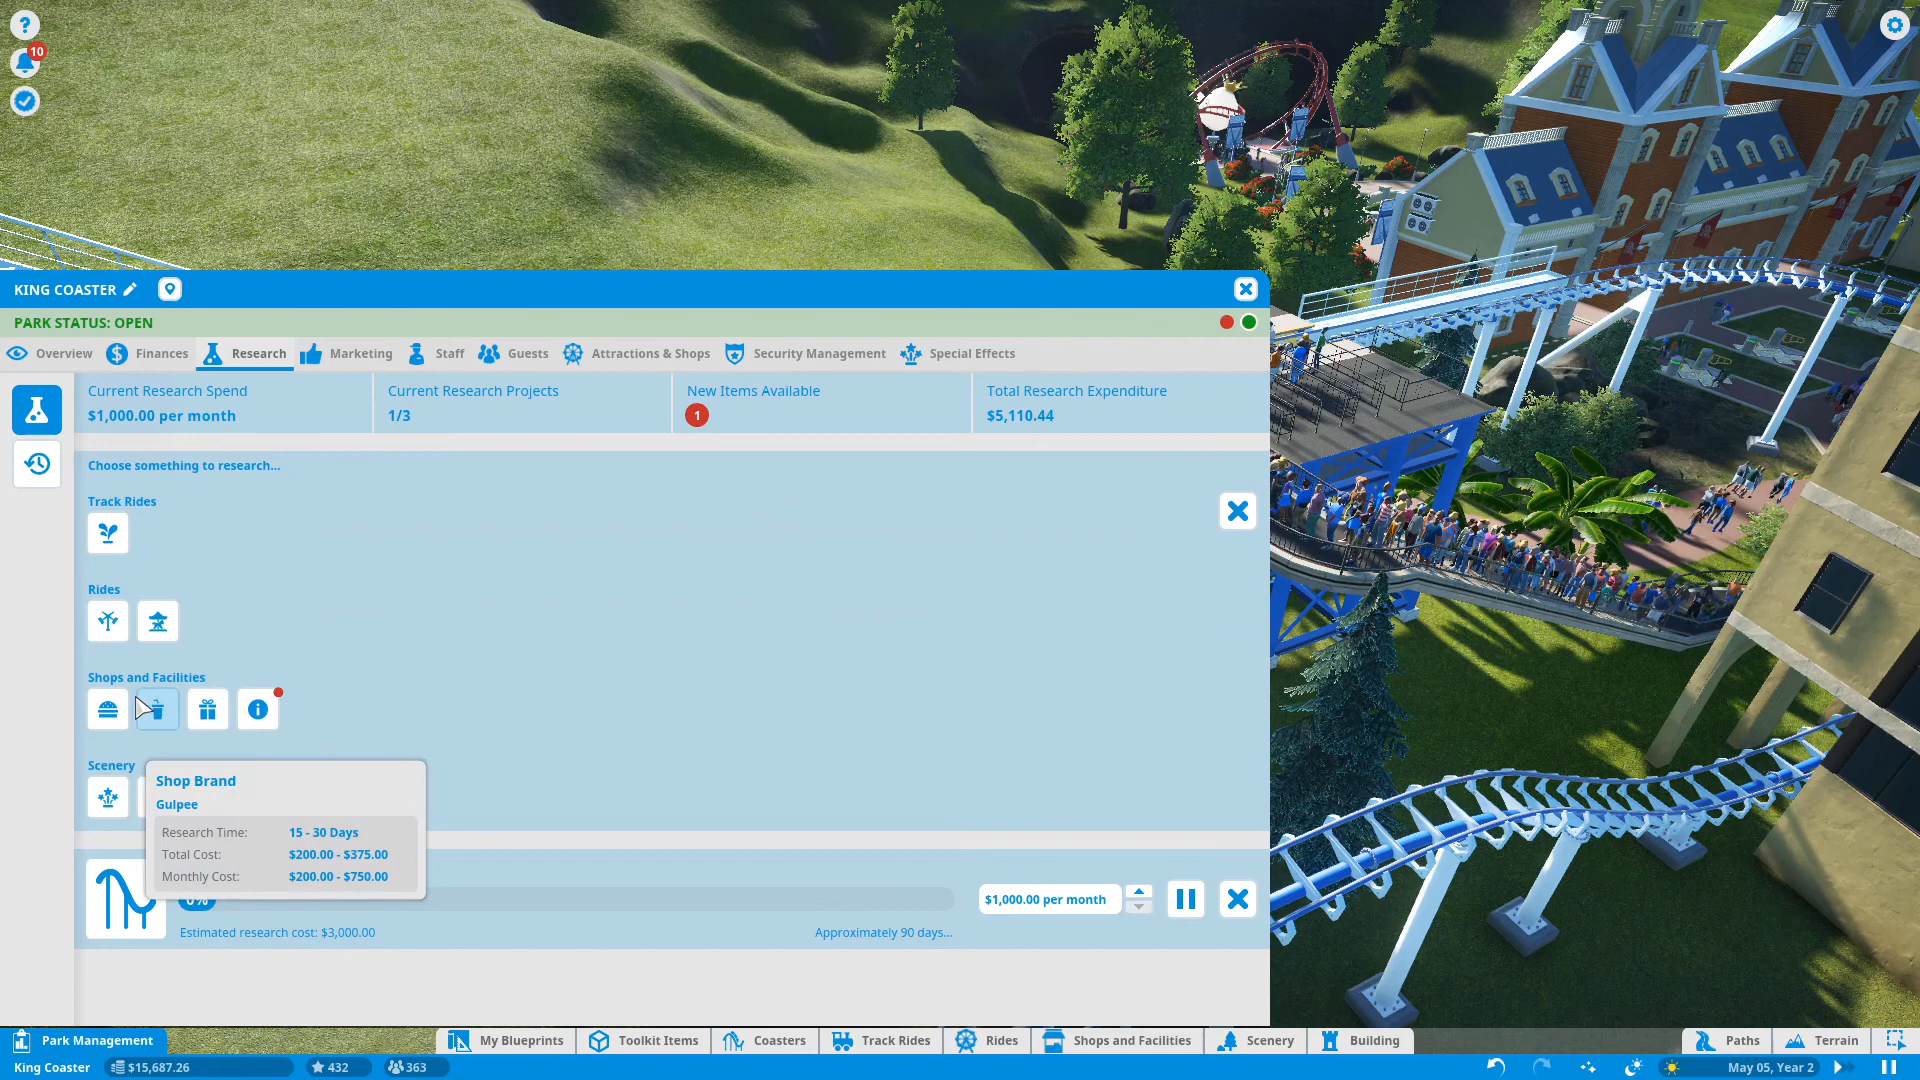 ?
10
KING COASTER
PARK STATUS: OPEN
Overview
Finances
Research
Marketing
Staff
Guests
Attractions & Shops
Security Management
Special Effects
Current Research Spend
$1,000.00 per month
Current Research Projects
1/3
New Items Available
1
Total Research Expenditure
$5,110.44
Choose something to research...
Track Rides
Rides
Shops and Facilities
Scenery
Shop Brand
Gulpee
Research Time: 15 - 30 Days
Total Cost: $200.00 - $375.00
Monthly Cost: $200.00 - $750.00
0%
$1,000.00 per month
Estimated research cost: $3,000.00
Approximately 90 days...
Park Management
My Blueprints
Toolkit Items
Coasters
Track Rides
Rides
Shops and Facilities
Scenery
Building
Paths
Terrain
King Coaster
$15,687.26
432
363
May 05, Year 2